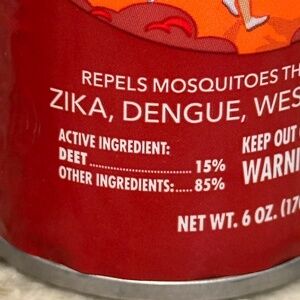 REPELS MOSQUITOES TH
ZIKA, DENGUE, WES
ACTIVE INGREDIENT:
DEET.......................... 15%
OTHER INGREDIENTS:..... 85%
KEEP OUT
WARNI
NET WT. 6 OZ. (170